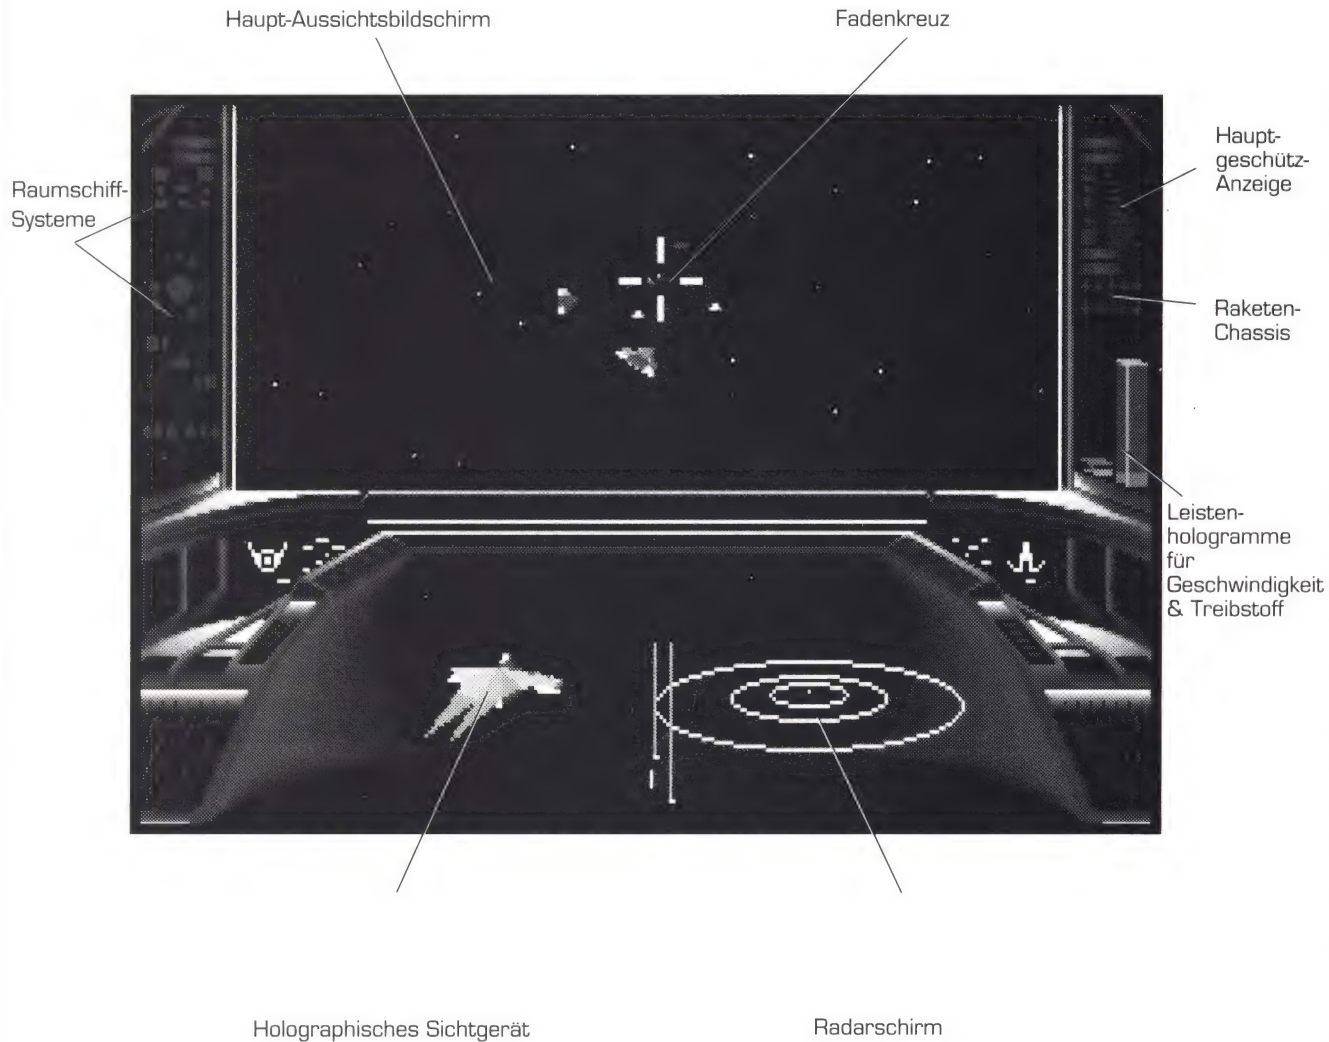 Haupt-Aussichtsbildschirm
Fadenkreuz
Raumschiff-
Systeme
Haupt-
geschütz-
Anzeige
Raketen-
Chassis
Leisten-
hologramme
für
Geschwindigkeit
& Treibstoff
Holographisches Sichtgerät
Radarschirm